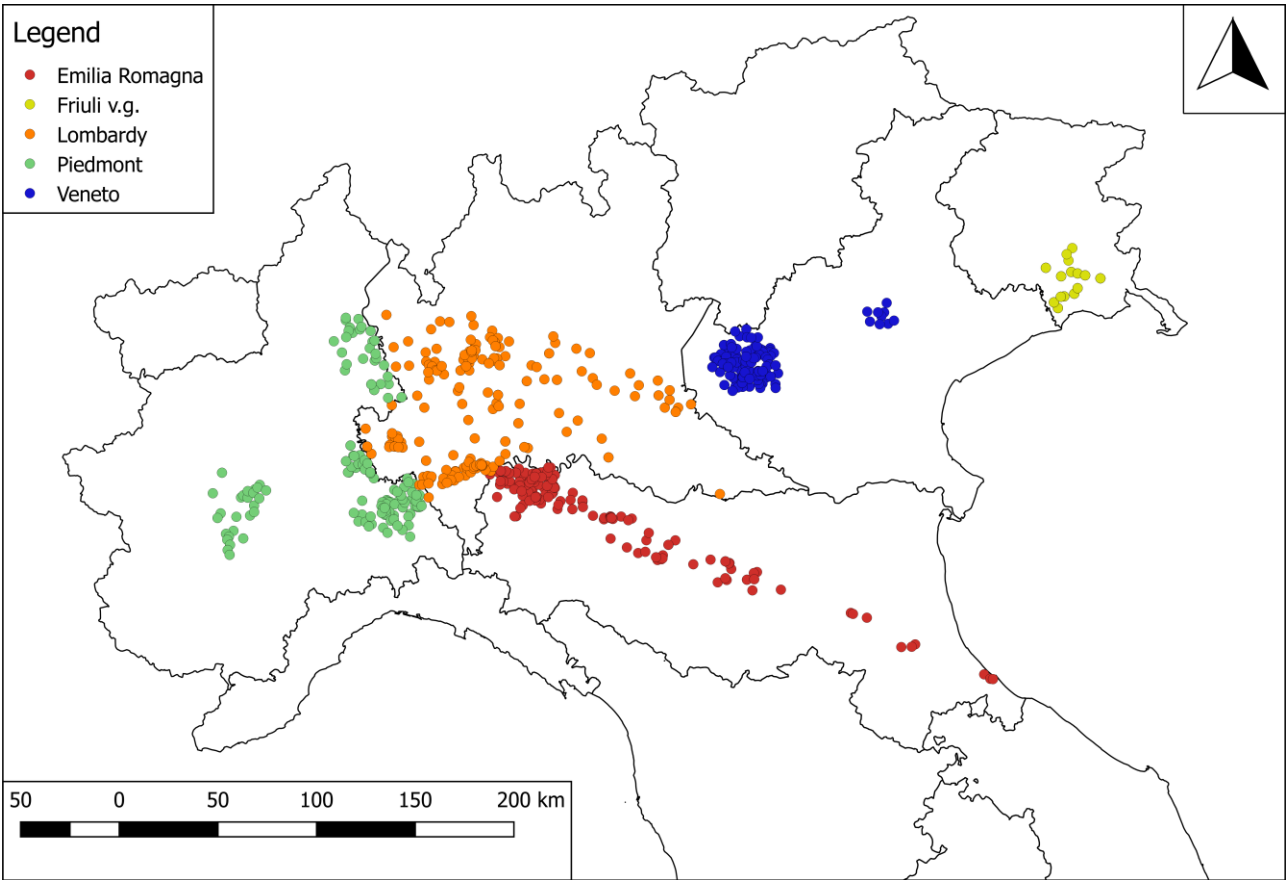 Legend
Emilia Romagna
Friuli v.g.
Lombardy
Piedmont
Veneto
50 0 50 100 150 200 km